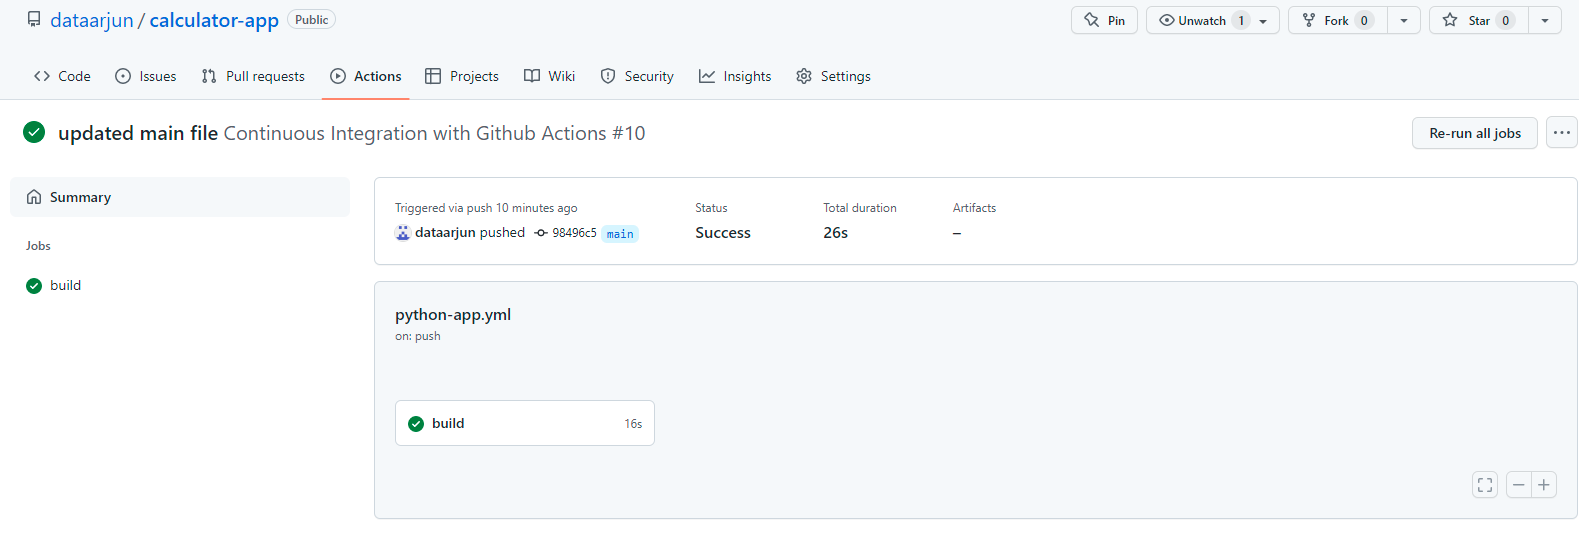 dataarjun / calculator-app Public Pin Unwatch 1 Fork 0 Star 0
Code Issues Pull requests Actions Projects Wiki Security Insights Settings
updated main file Continuous Integration with Github Actions #10 Re-run all jobs ...
Summary
Jobs
build
Triggered via push 10 minutes ago Status Total duration Artifacts
dataarjun pushed 98496c5 main Success 26s –
python-app.yml
on: push
build 16s